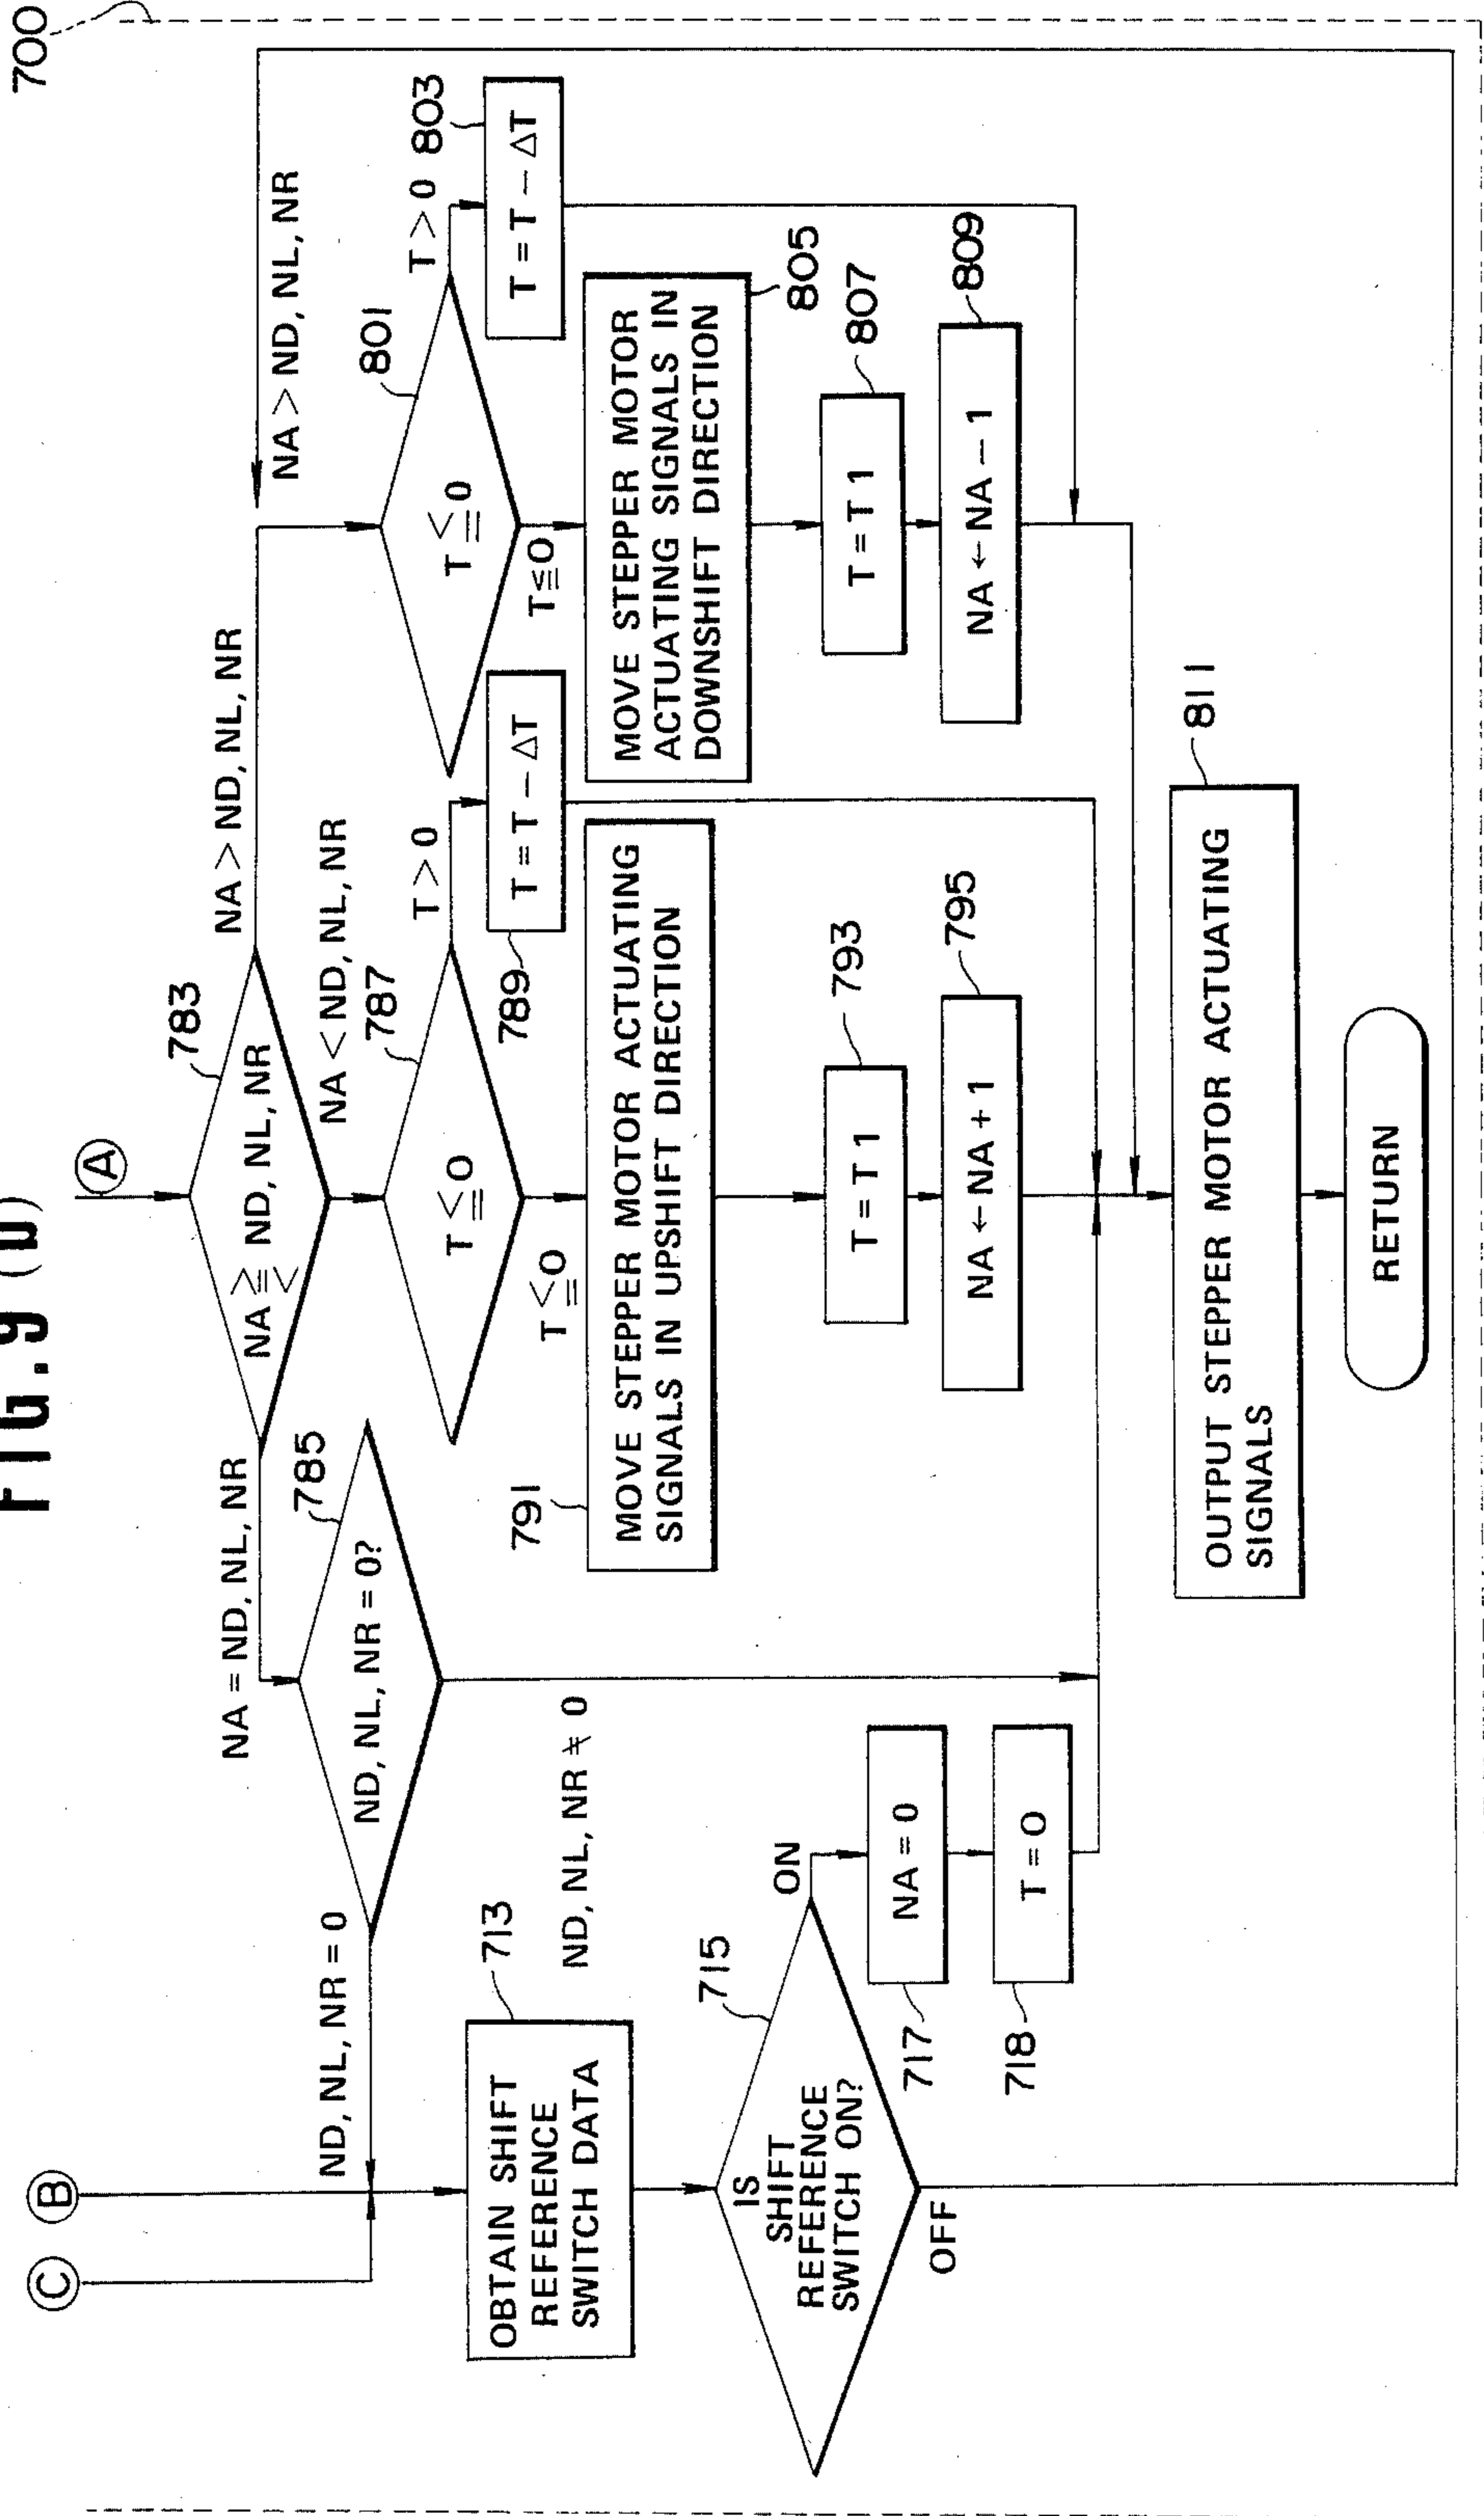 FIG. 9 (b)
700
A
783
NA ≧< ND, NL, NR
NA > ND, NL, NR
NA > ND, NL, NR
NA < ND, NL, NR
NA = ND, NL, NR
785
ND, NL, NR = 0?
ND, NL, NR = 0
ND, NL, NR ≠ 0
C
B
713
OBTAIN SHIFT
REFERENCE
SWITCH DATA
715
IS
SHIFT
REFERENCE
SWITCH ON?
ON
OFF
717
NA = 0
718
T = 0
787
T ≦ 0
T > 0
T ≦ 0
789
T = T − ΔT
791
MOVE STEPPER MOTOR ACTUATING
SIGNALS IN UPSHIFT DIRECTION
793
T = T 1
795
NA ← NA + 1
801
T ≦ 0
T > 0
T ≦ 0
803
T = T − ΔT
805
MOVE STEPPER MOTOR
ACTUATING SIGNALS IN
DOWNSHIFT DIRECTION
807
T = T 1
809
NA ← NA − 1
811
OUTPUT STEPPER MOTOR ACTUATING
SIGNALS
RETURN